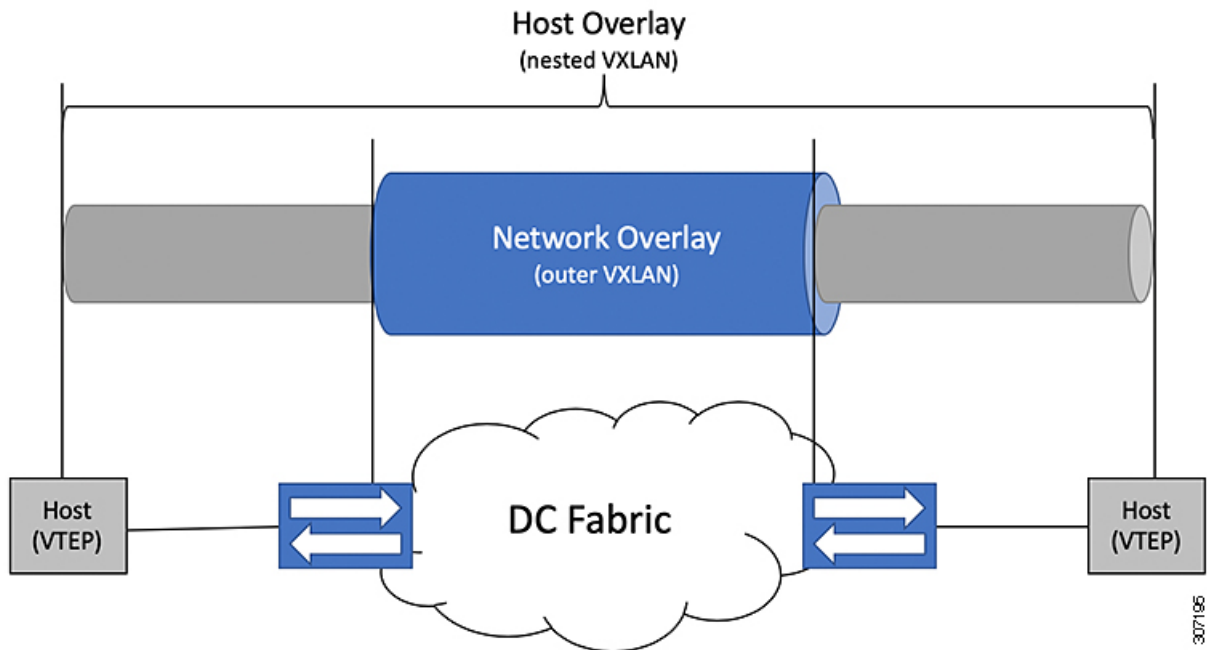 Host Overlay
(nested VXLAN)
Network Overlay
(outer VXLAN)
DC Fabric
Host
(VTEP)
Host
(VTEP)
307195